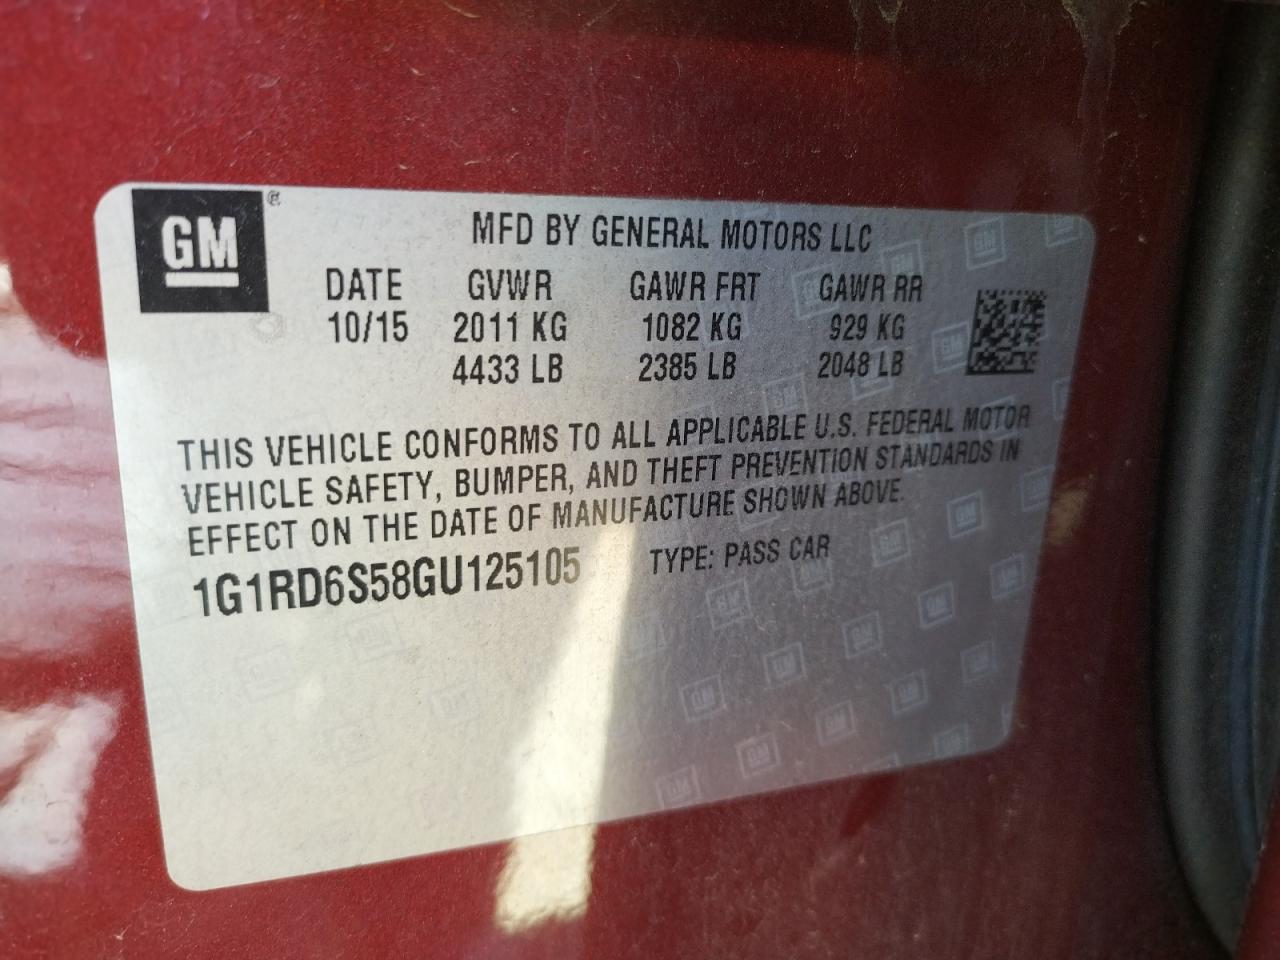 GM ®
MFD BY GENERAL MOTORS LLC
DATE GVWR GAWR FRT GAWR RR
10/15 2011 KG 1082 KG 929 KG
4433 LB 2385 LB 2048 LB
THIS VEHICLE CONFORMS TO ALL APPLICABLE U.S. FEDERAL MOTOR
VEHICLE SAFETY, BUMPER, AND THEFT PREVENTION STANDARDS IN
EFFECT ON THE DATE OF MANUFACTURE SHOWN ABOVE.
1G1RD6S58GU125105 TYPE: PASS CAR